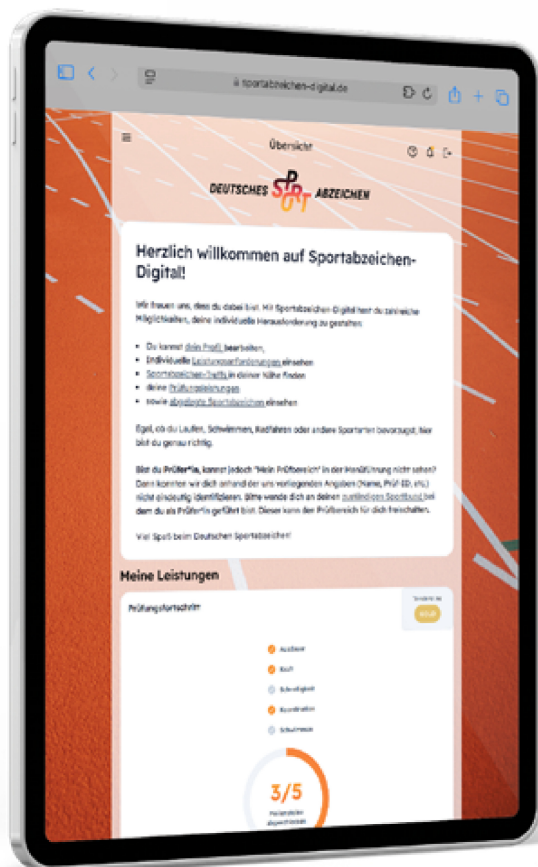 sportabzeichen-digital.de
Übersicht
DEUTSCHES SPORT ABZEICHEN
Herzlich willkommen auf Sportabzeichen-
Digital!
Wir freuen uns, dass du dabei bist. Mit Sportabzeichen-Digital hast du zahlreiche
Möglichkeiten, deine individuelle Herausforderung zu gestalten:
• Du kannst dein Profil bearbeiten,
• Individuelle Leistungsanforderungen einsehen
• Sportabzeichen-Treffs in deiner Nähe finden
• deine Prüfungsleistungen
• sowie abgelegte Sportabzeichen einsehen
Egal, ob du Laufen, Schwimmen, Radfahren oder andere Sportarten bevorzugst, hier
bist du genau richtig.
Bist du Prüfer*in, kannst jedoch "Mein Prüfbereich" in der Menüführung nicht sehen?
Dann konnten wir dich anhand der uns vorliegenden Angaben (Name, Prüf-ID, etc.)
nicht eindeutig identifizieren. Bitte wende dich an deinen zuständigen Sportbund bei
dem du als Prüfer*in geführt bist. Dieser kann den Prüfbereich für dich freischalten.
Viel Spaß beim Deutschen Sportabzeichen!
Meine Leistungen
Prüfungsfortschritt
Ausdauer
Kraft
Schnelligkeit
Koordination
Schwimmen
3/5